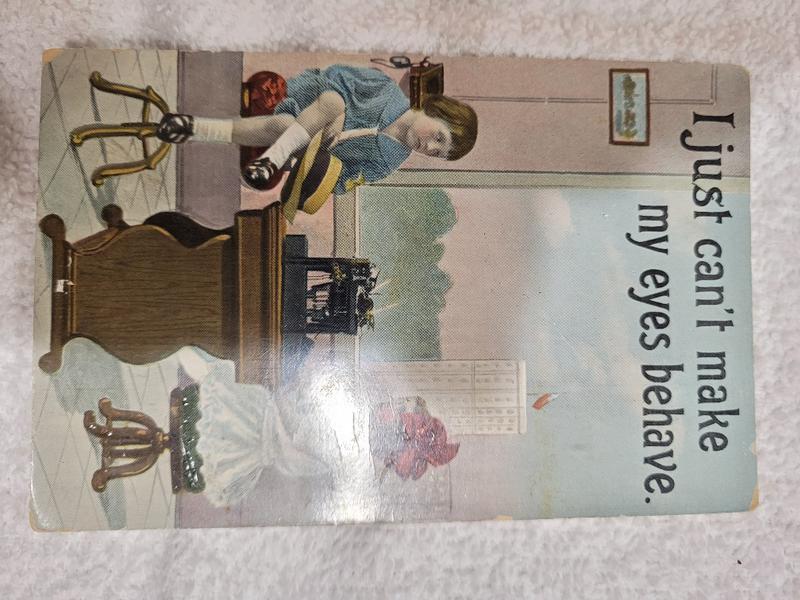 I just can't make
my eyes behave.